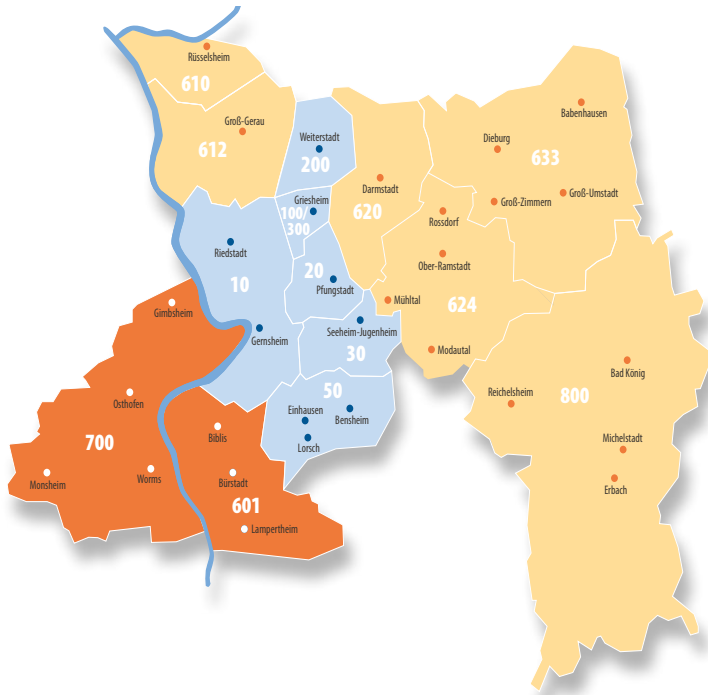 Rüsselsheim
610
Babenhausen
Groß-Gerau
612
Weiterstadt
200
Dieburg
633
Darmstadt
620
Groß-Umstadt
Groß-Zimmern
Griesheim
100/
300
Rossdorf
Riedstadt
10
20
Pfungstadt
Ober-Ramstadt
Mühltal
624
Gimbsheim
Gernsheim
Seeheim-Jugenheim
30
Modautal
Bad König
50
Reichelsheim
800
Osthofen
Einhausen
Bensheim
Biblis
Lorsch
700
Michelstadt
Monsheim
Worms
Bürstadt
Erbach
601
Lampertheim